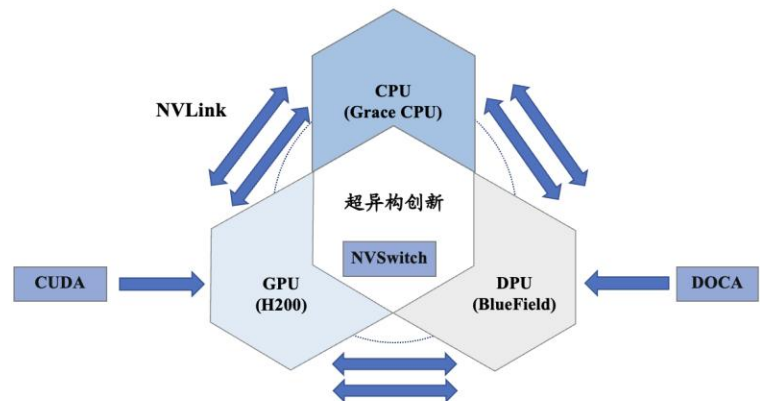 CPU
(Grace CPU)
NVLink
超异构创新
NVSwitch
CUDA
GPU
(H200)
DPU
(BlueField)
DOCA